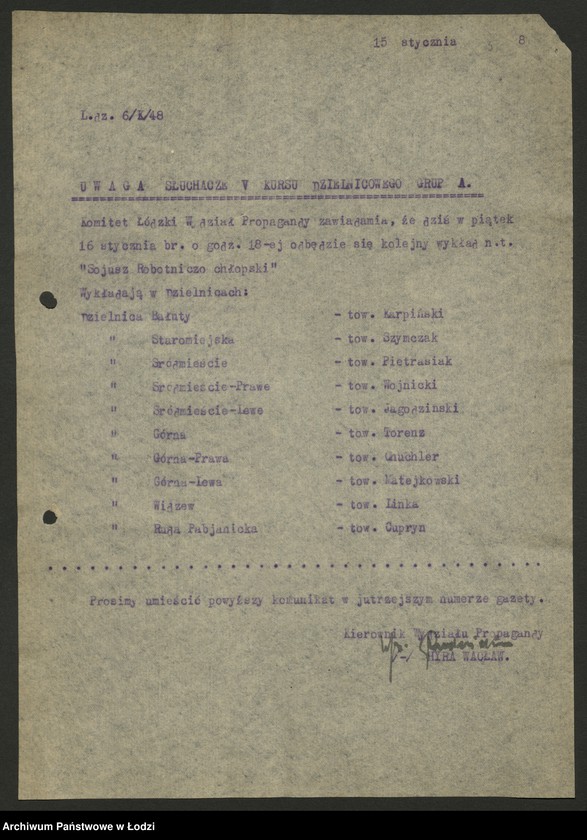 15 stycznia 8
L.dz. 6/K/48
U W A G A SŁUCHACZE V KURSU DZIELNICOWEGO GRUP A.
Komitet Łódzki Wydział Propagandy zawiadamia, że dziś w piątek
16 stycznia br. o godz. 18-ej odbędzie się kolejny wykład n.t.
"Sojusz Robotniczo chłopski"
Wykładają w Dzielnicach:
Dzielnica Bałuty - tow. Karpiński
" Staromiejska - tow. Szymczak
" Śródmieście - tow. Pietrasiak
" Śródmieście-Prawe - tow. Wojnicki
" Śródmieście-Lewe - tow. Jagodziński
" Górna - tow. Torenz
" Górna-Prawa - tow. Chuchler
" Górna-Lewa - tow. Matejkowski
" Widzew - tow. Linka
" Ruda Pabjanicka - tow. Cupryn
Prosimy umieścić powyższy komunikat w jutrzejszym numerze gazety.
Kierownik Wydziału Propagandy
-/ HYRA WACŁAW.
Archiwum Państwowe w Łodzi